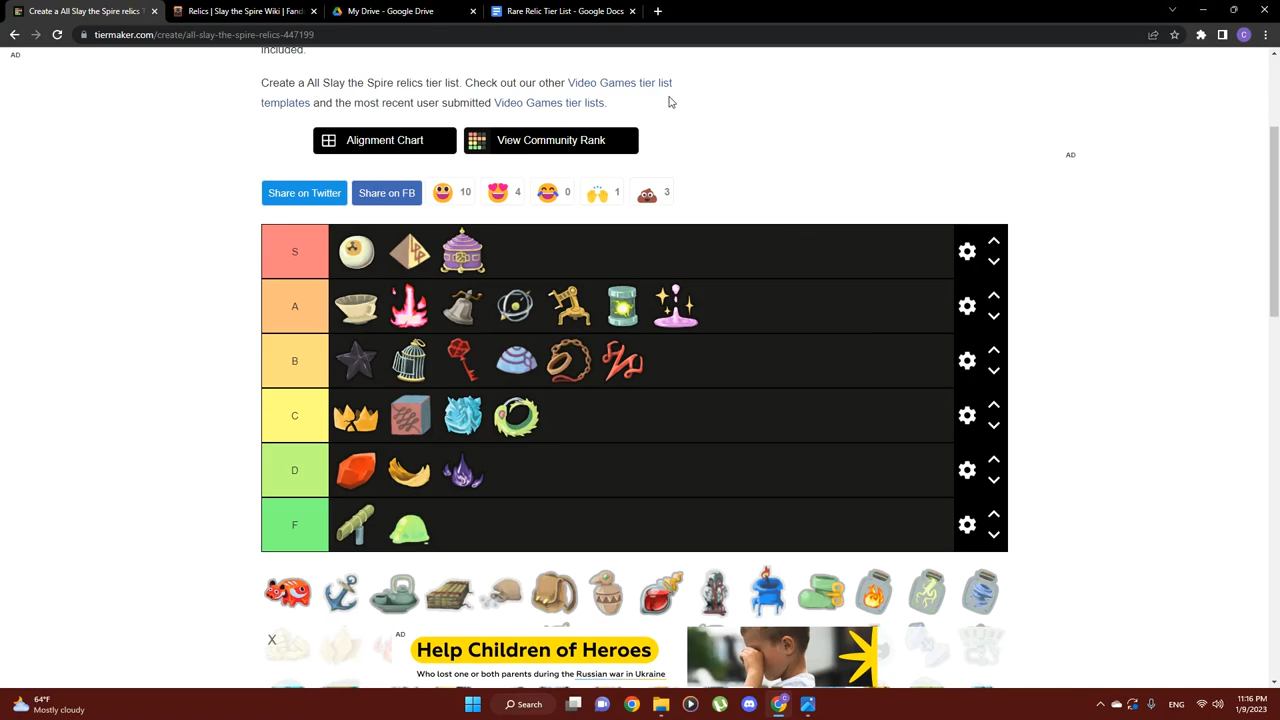 Create a All Slay the Spire relics T
Relics | Slay the Spire Wiki | Fand
My Drive - Google Drive
Rare Relic Tier List - Google Docs
tiermaker.com/create/all-slay-the-spire-relics-447199
C
AD
included.
Create a All Slay the Spire relics tier list. Check out our other Video Games tier list
templates and the most recent user submitted Video Games tier lists.
Alignment Chart
View Community Rank
AD
Share on Twitter
Share on FB
10
4
0
1
3
S
A
B
C
D
F
X
AD
Help Children of Heroes
Who lost one or both parents during the Russian war in Ukraine
64°F
Mostly cloudy
Search
ENG
11:16 PM
1/9/2023